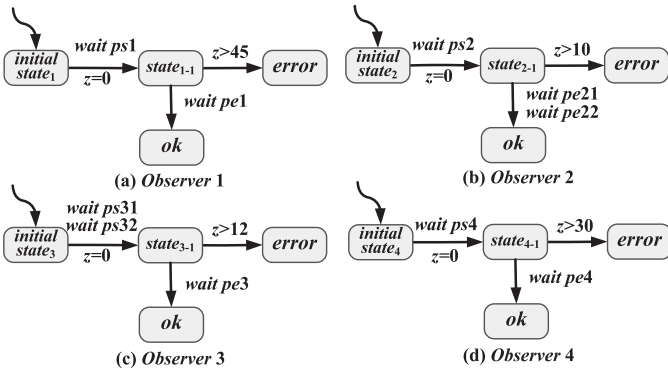 wait ps1
z>45
initial
state1
z=0
state1-1
error
wait pe1
ok
(a) Observer 1
wait ps2
z>10
initial
state2
z=0
state2-1
error
wait pe21
wait pe22
ok
(b) Observer 2
wait ps31
wait ps32
z>12
initial
state3
z=0
state3-1
error
wait pe3
ok
(c) Observer 3
wait ps4
z>30
initial
state4
z=0
state4-1
error
wait pe4
ok
(d) Observer 4